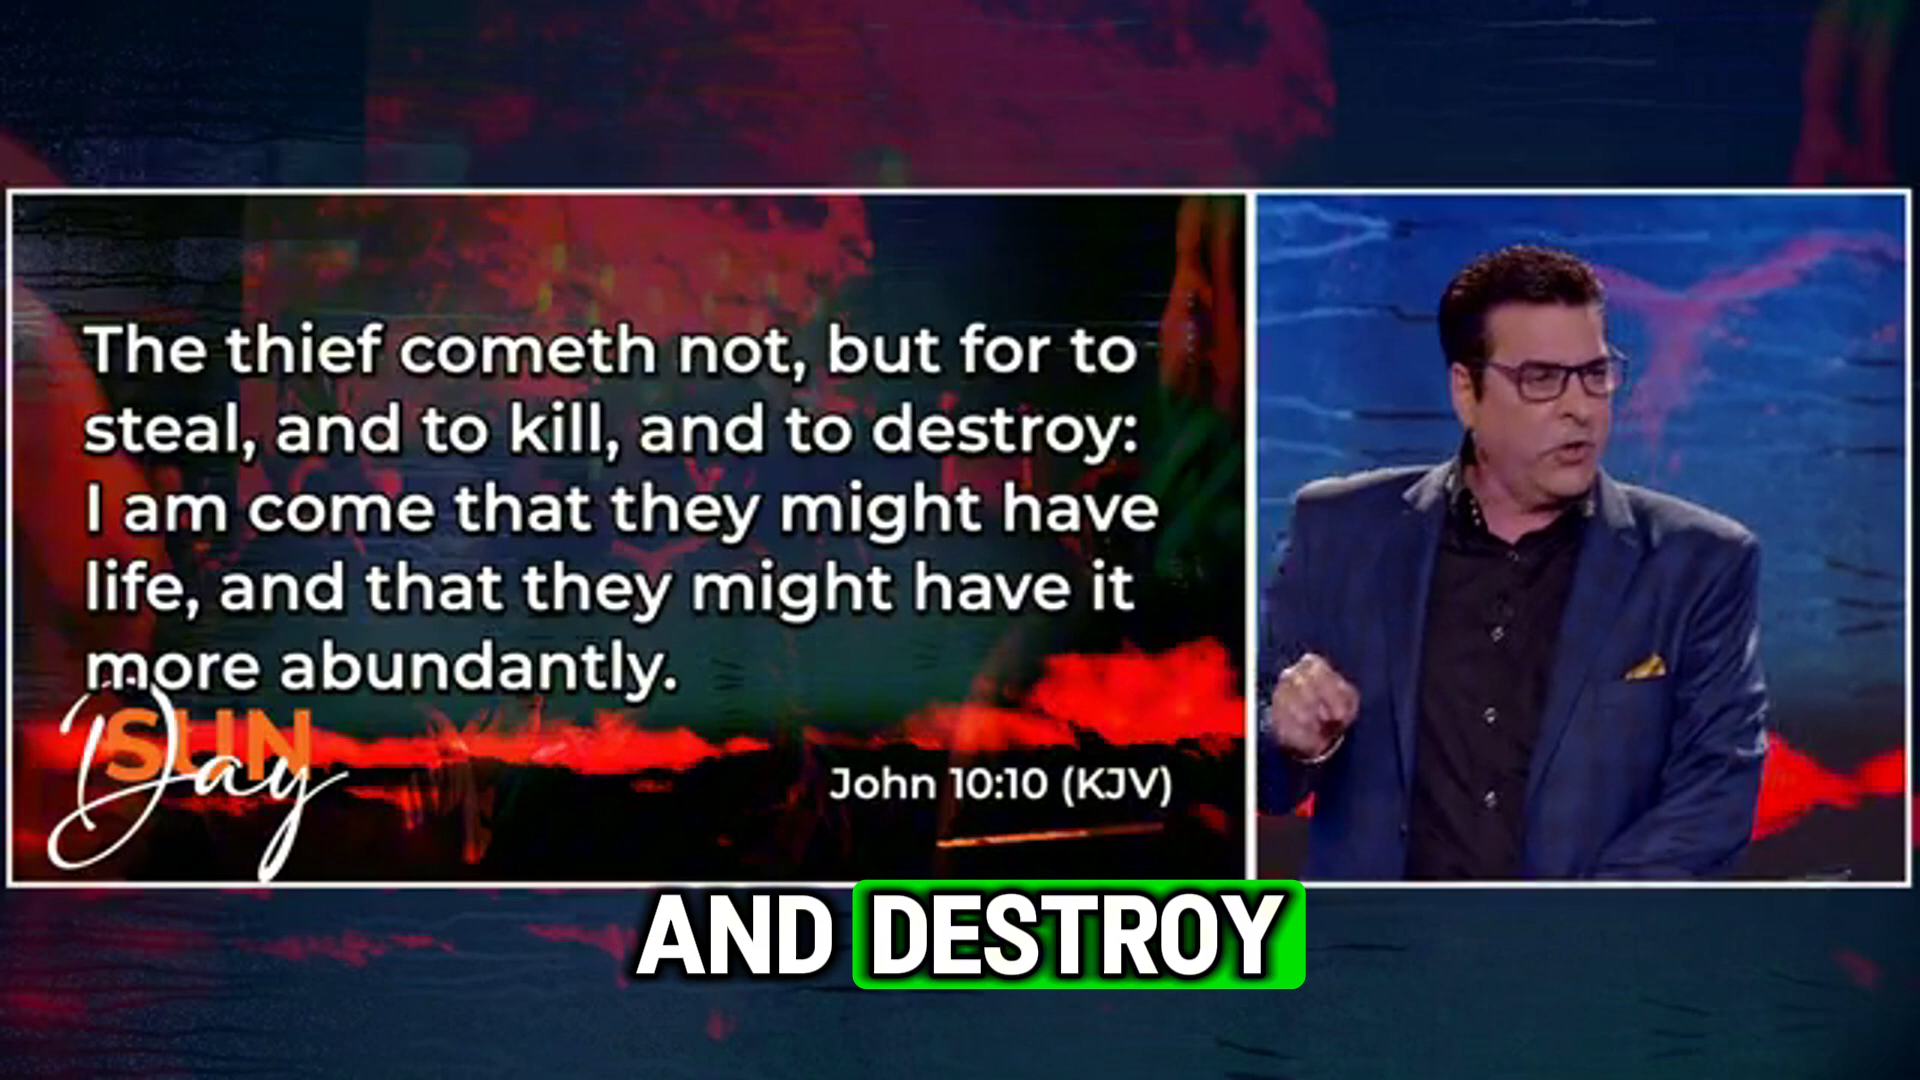 The thief cometh not, but for to
steal, and to kill, and to destroy:
I am come that they might have
life, and that they might have it
more abundantly.
SUN
Day
John 10:10 (KJV)
AND DESTROY